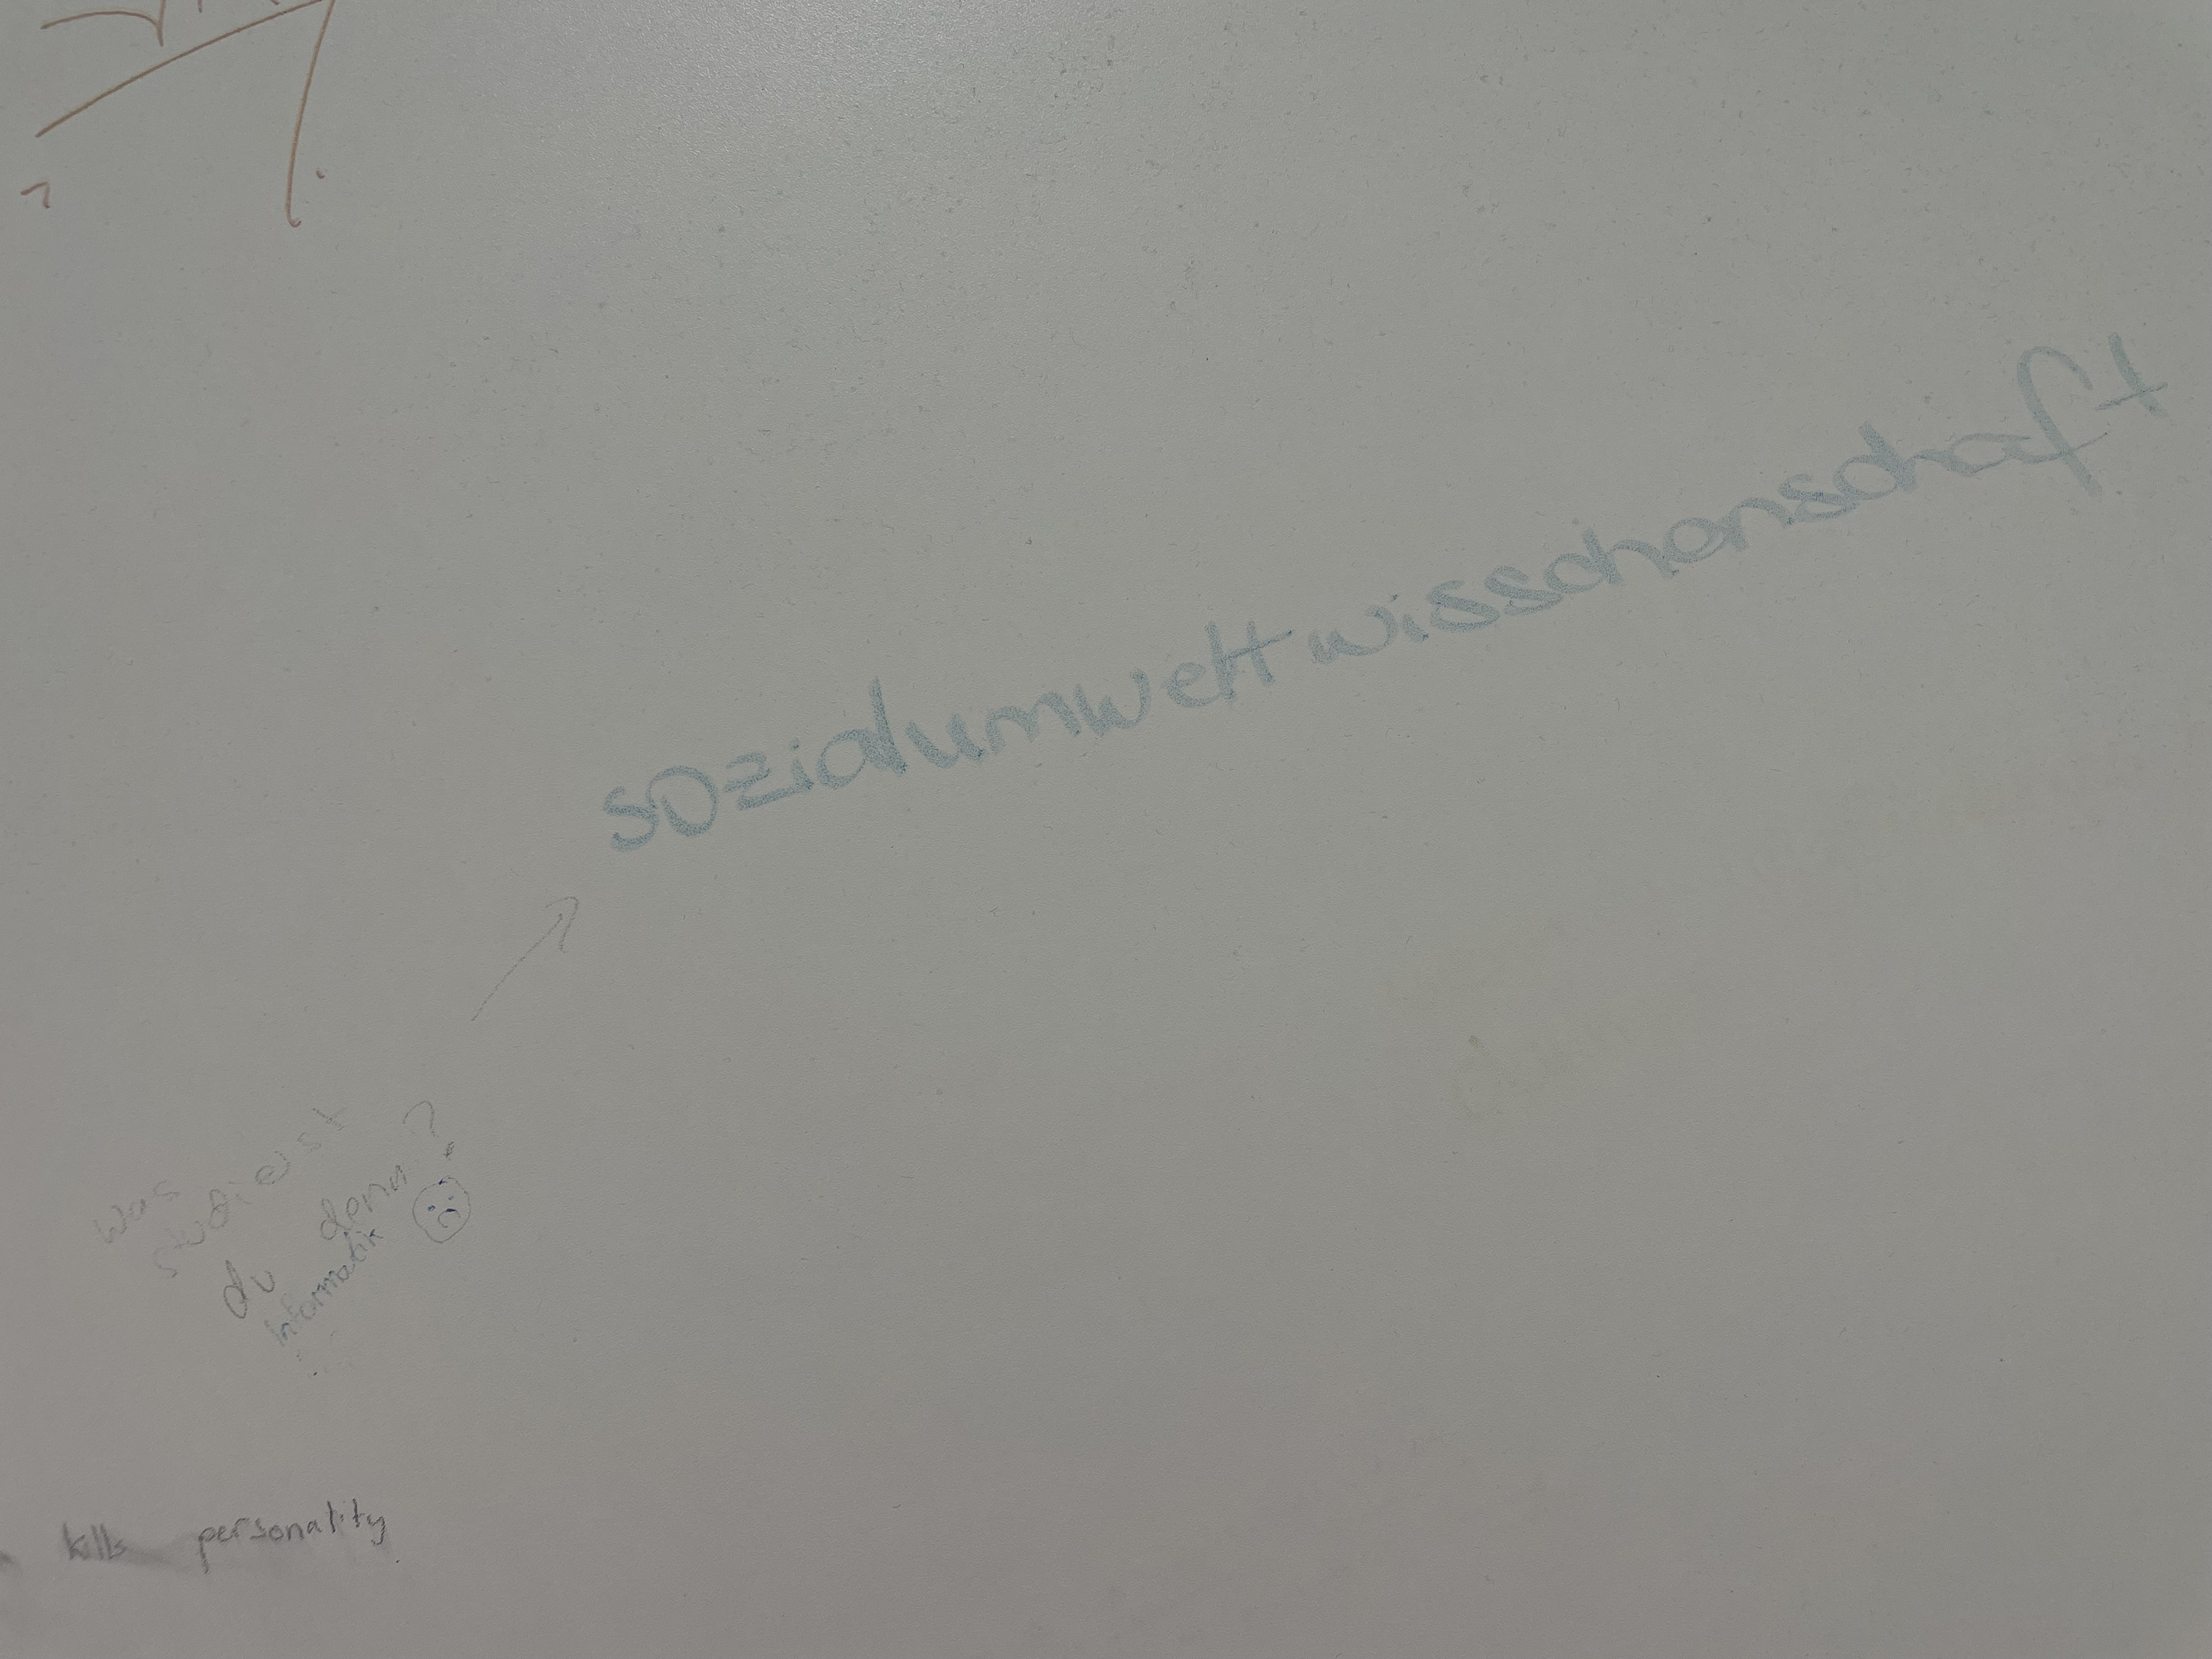 sozialumweltwisschenschaft
was
studierst
du denn?
Informatik
kills personality